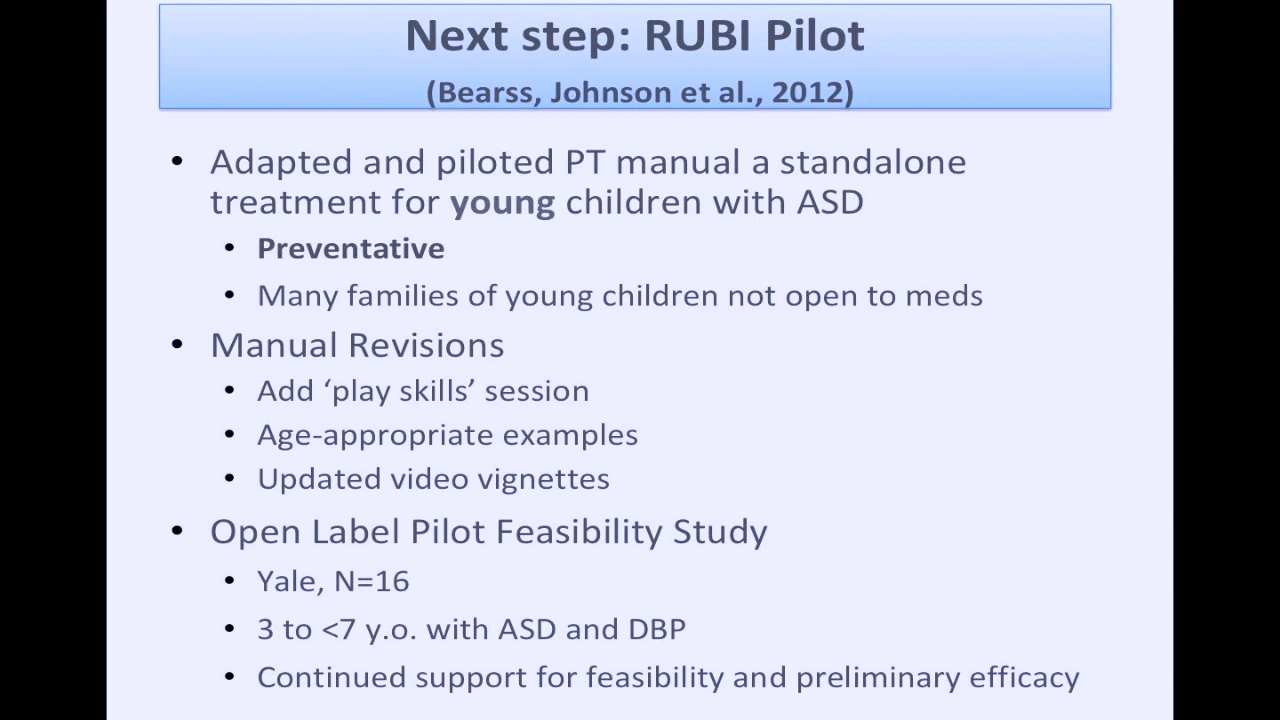 Next step: RUBI Pilot
(Bearss, Johnson et al., 2012)
• Adapted and piloted PT manual a standalone
treatment for young children with ASD
• Preventative
• Many families of young children not open to meds
• Manual Revisions
• Add ‘play skills’ session
• Age-appropriate examples
• Updated video vignettes
• Open Label Pilot Feasibility Study
• Yale, N=16
• 3 to <7 y.o. with ASD and DBP
• Continued support for feasibility and preliminary efficacy